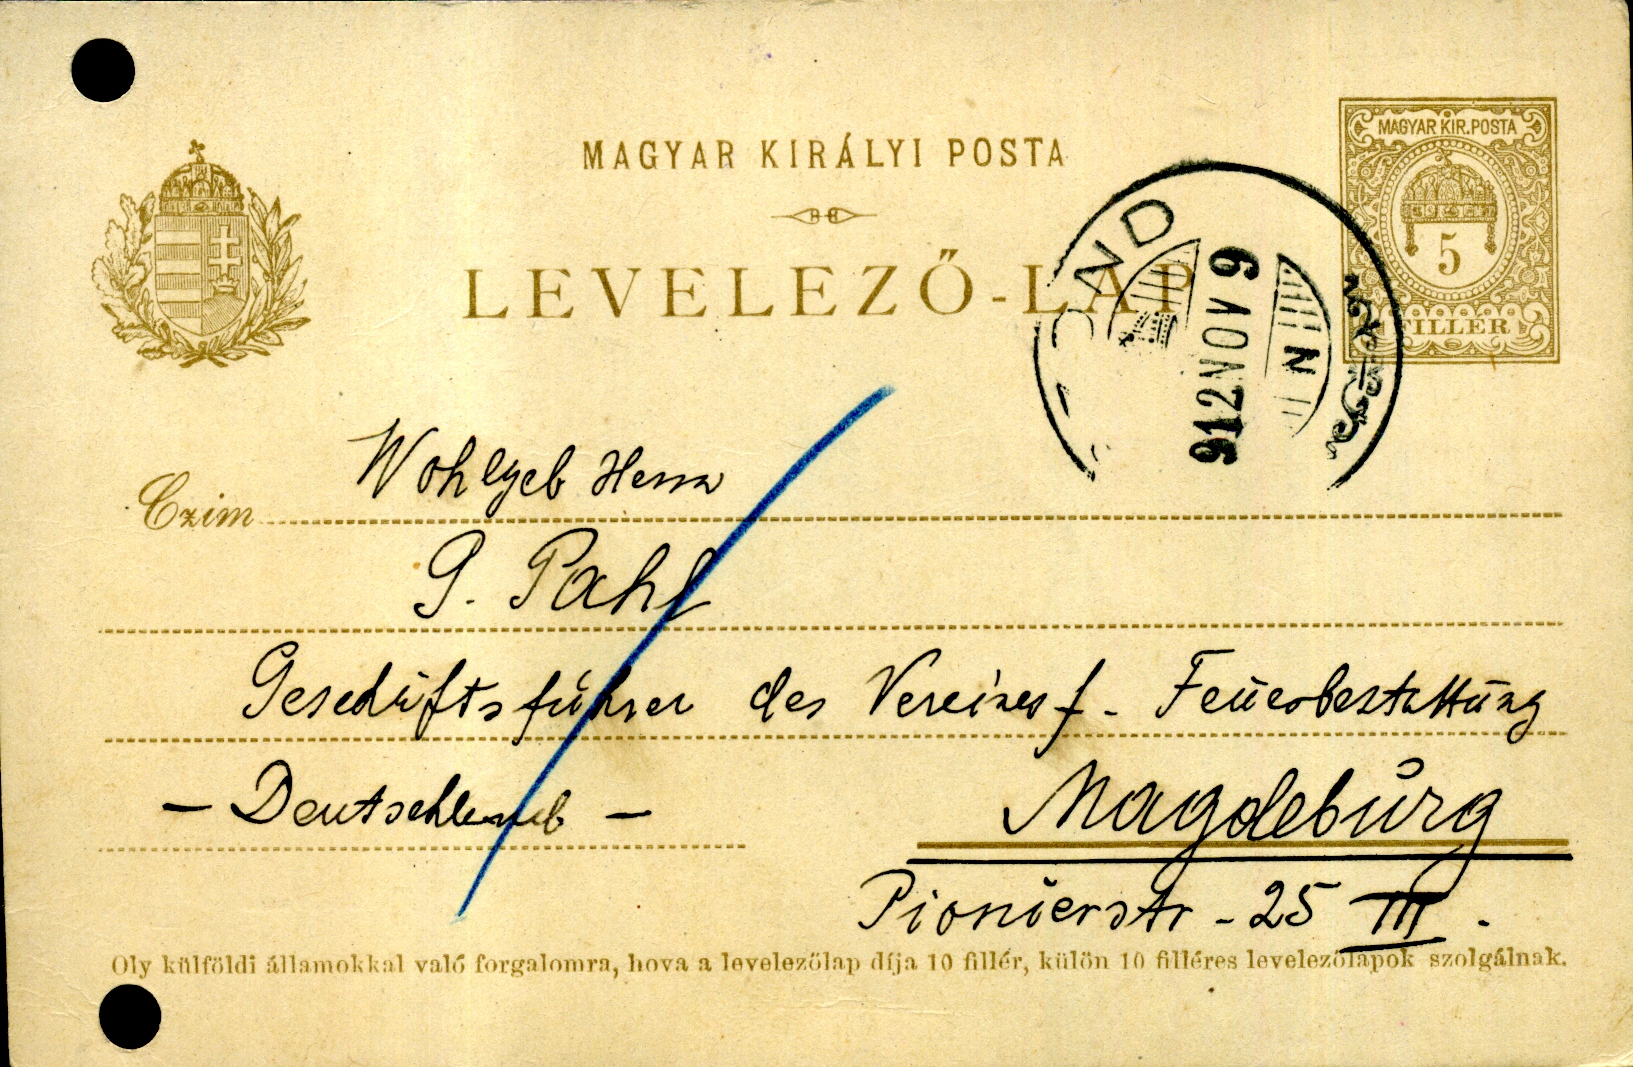 MAGYAR KIRÁLYI POSTA
LEVELEZŐ-LAP
MAGYAR KIR. POSTA
5
FILLÉR
OND
912 NOV 9
N
Czim
Wohlgeb Herrn
G. Pahl
Geschäftsführer des Vereines f. Feuerbestattung
- Deutschland -
Magdeburg
Pionierstr - 25 III.
Oly külföldi államokkal való forgalomra, hova a levelezőlap díja 10 fillér, külön 10 filléres levelezőlapok szolgálnak.